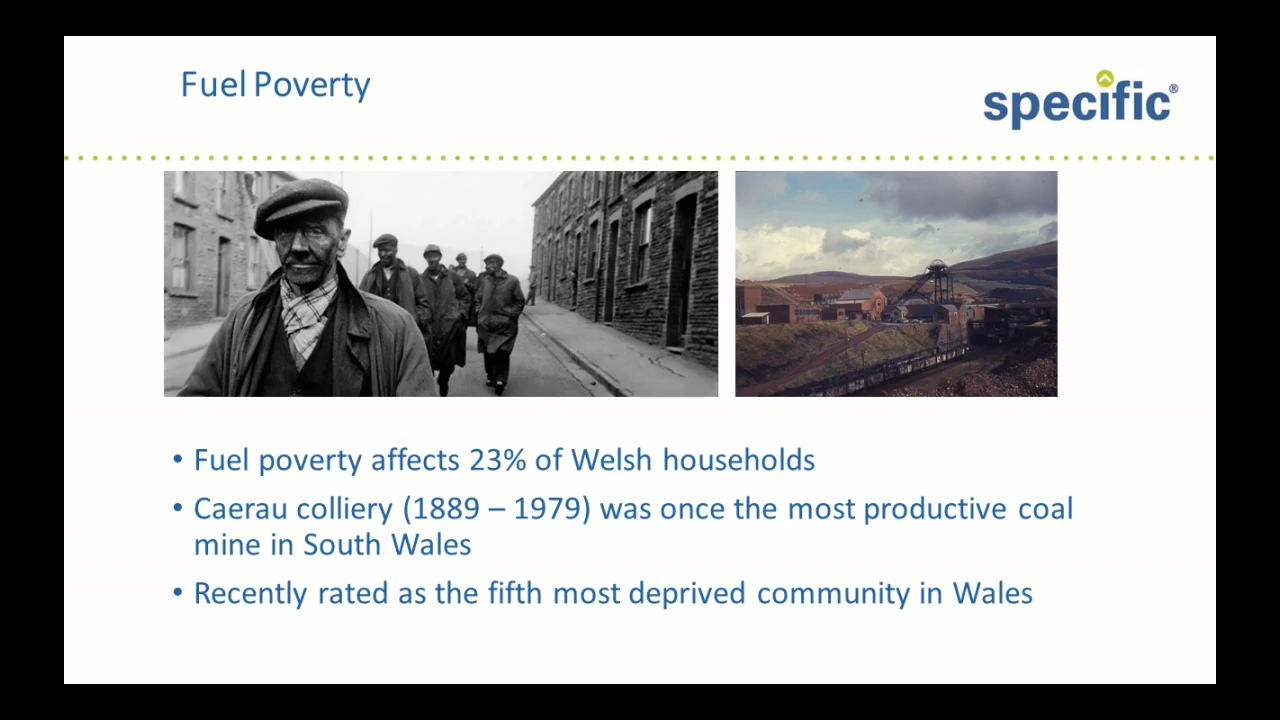 Fuel Poverty
specific®
• Fuel poverty affects 23% of Welsh households
• Caerau colliery (1889 – 1979) was once the most productive coal
mine in South Wales
• Recently rated as the fifth most deprived community in Wales